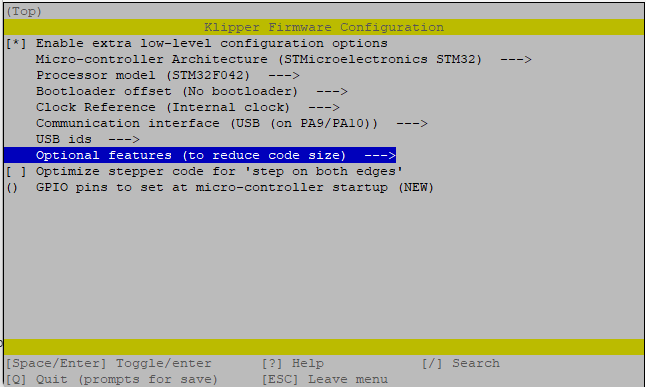 (Top)
Klipper Firmware Configuration
[*] Enable extra low-level configuration options
Micro-controller Architecture (STMicroelectronics STM32)  --->
Processor model (STM32F042)  --->
Bootloader offset (No bootloader)  --->
Clock Reference (Internal clock)  --->
Communication interface (USB (on PA9/PA10))  --->
USB ids  --->
Optional features (to reduce code size)  --->
[ ] Optimize stepper code for 'step on both edges'
()  GPIO pins to set at micro-controller startup (NEW)
[Space/Enter] Toggle/enter [?] Help [/] Search
[Q] Quit (prompts for save) [ESC] Leave menu